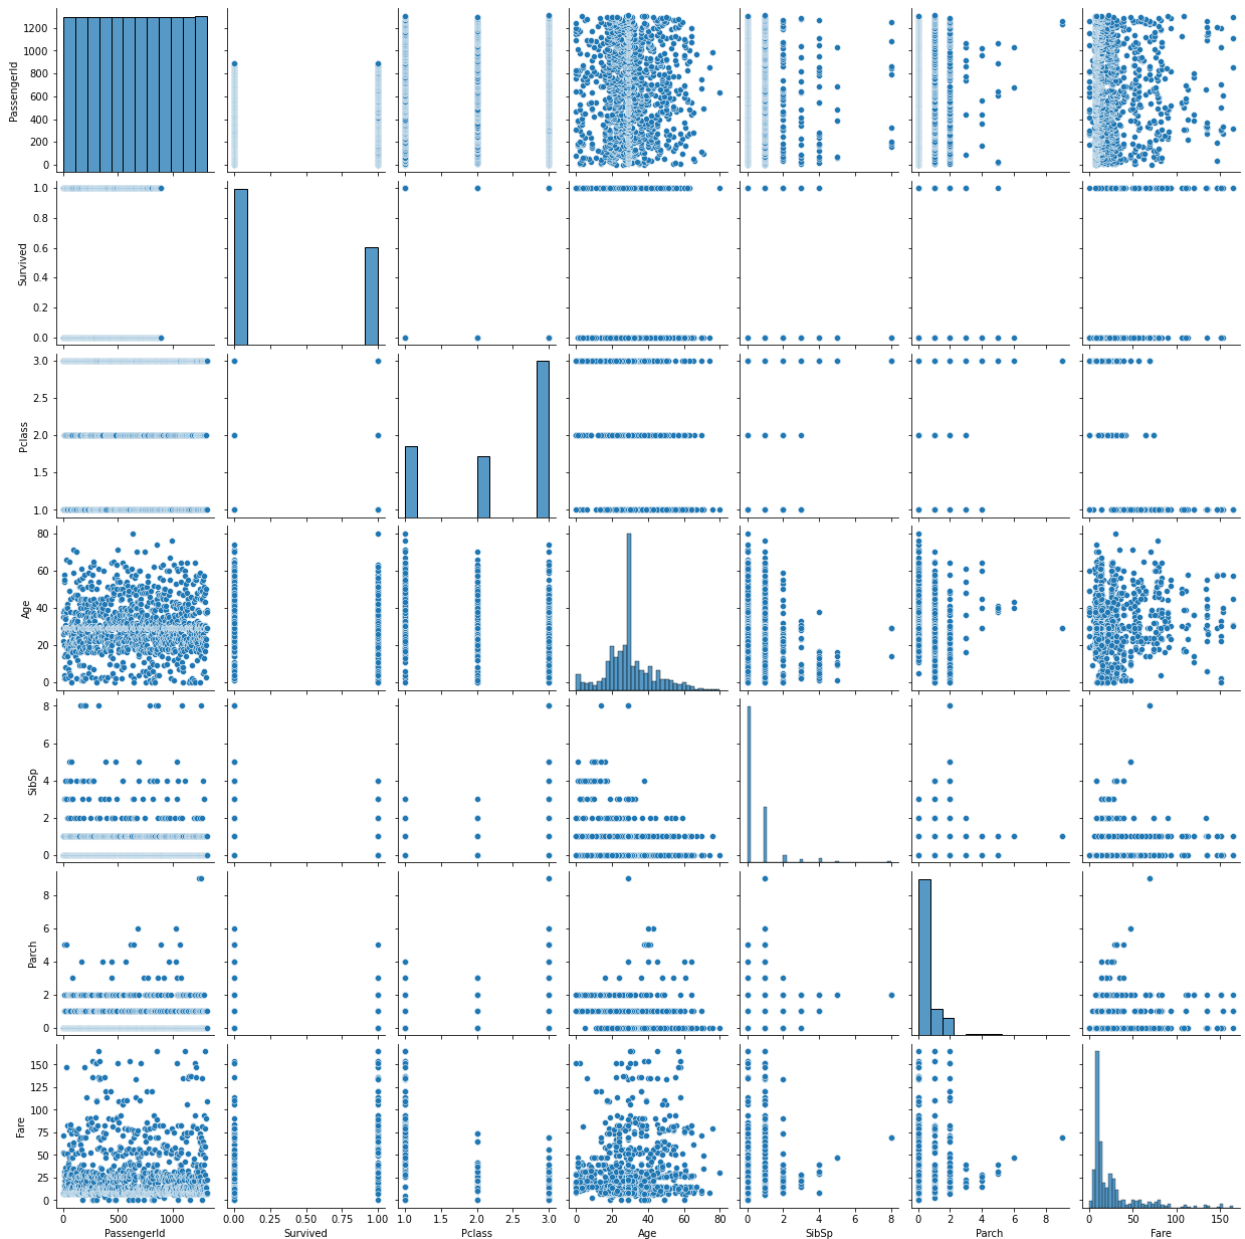 1200
1000
800
600
400
200
0
PassengerId
1.0
0.8
0.6
0.4
0.2
0.0
Survived
3.0
2.5
2.0
1.5
1.0
Pclass
80
60
40
20
0
Age
8
6
4
2
0
SibSp
8
6
4
2
0
Parch
150
125
100
75
50
25
0
Fare
0 500 1000
0.00 0.25 0.50 0.75 1.00
1.0 1.5 2.0 2.5 3.0
0 20 40 60 80
0 2 4 6 8
0 2 4 6 8
0 50 100 150
PassengerId Survived Pclass Age SibSp Parch Fare